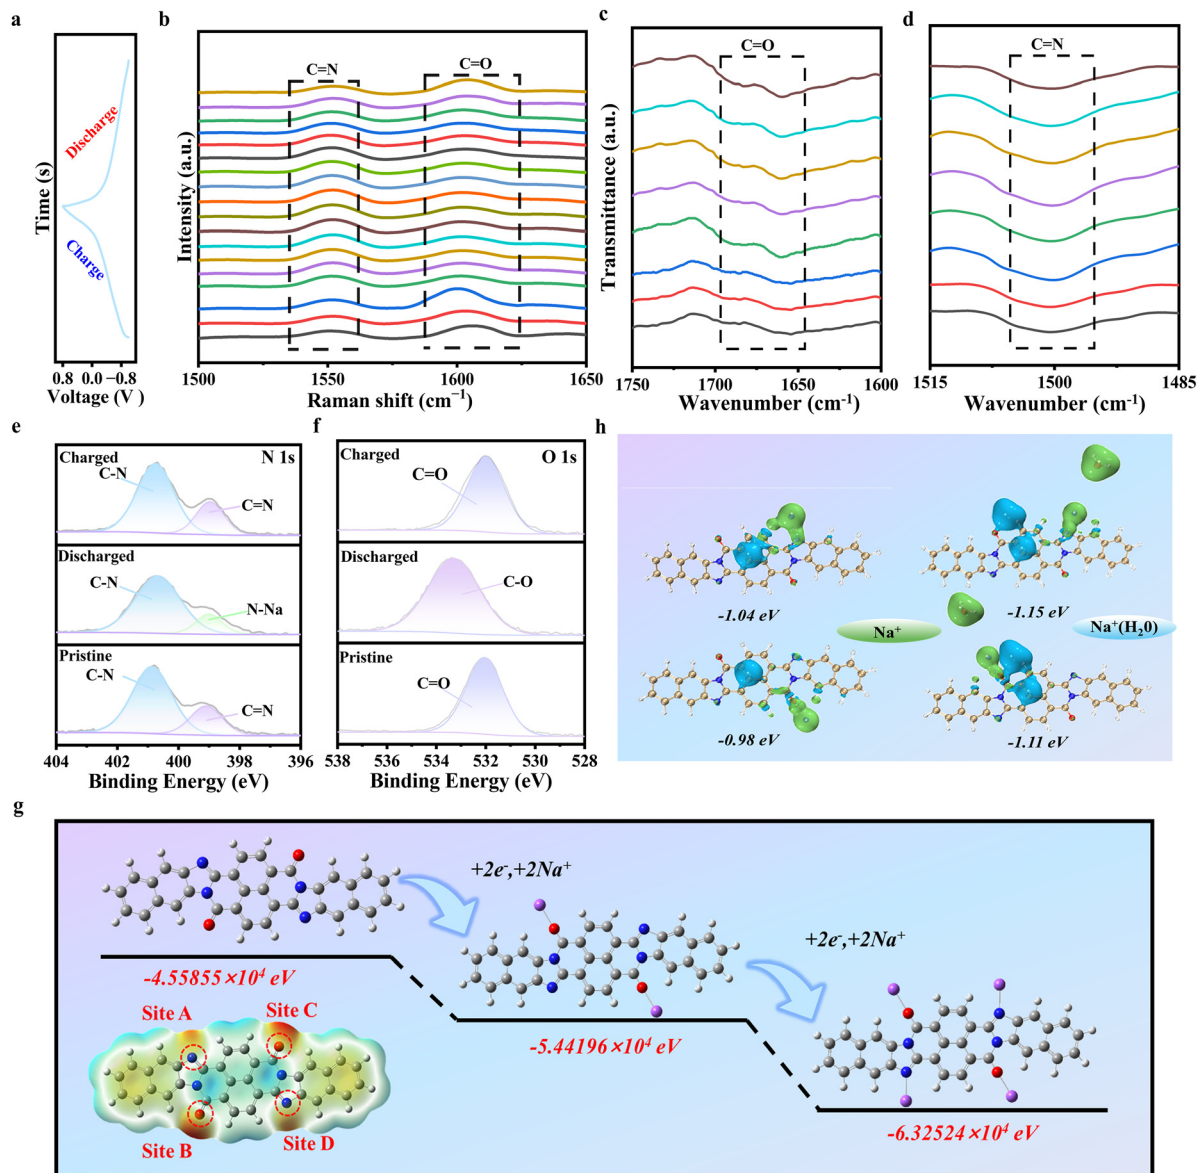 a
Discharge
Charge
Time (s)
0.8 0.0 −0.8
Voltage (V )
b
C=N
C=O
Intensity (a.u.)
1500 1550 1600 1650
Raman shift (cm⁻¹)
c
C=O
Transmittance (a.u.)
1750 1700 1650 1600
Wavenumber (cm⁻¹)
d
C=N
1515 1500 1485
Wavenumber (cm⁻¹)
e
Charged
N 1s
C-N
C=N
Discharged
C-N
N-Na
Pristine
C-N
C=N
404 402 400 398 396
Binding Energy (eV)
f
Charged
O 1s
C=O
Discharged
C-O
Pristine
C=O
538 536 534 532 530 528
Binding Energy (eV)
h
-1.04 eV
-1.15 eV
Na⁺
Na⁺(H₂0)
-0.98 eV
-1.11 eV
g
+2e⁻,+2Na⁺
+2e⁻,+2Na⁺
-4.55855×10⁴ eV
-5.44196×10⁴ eV
-6.32524×10⁴ eV
Site A
Site C
Site B
Site D